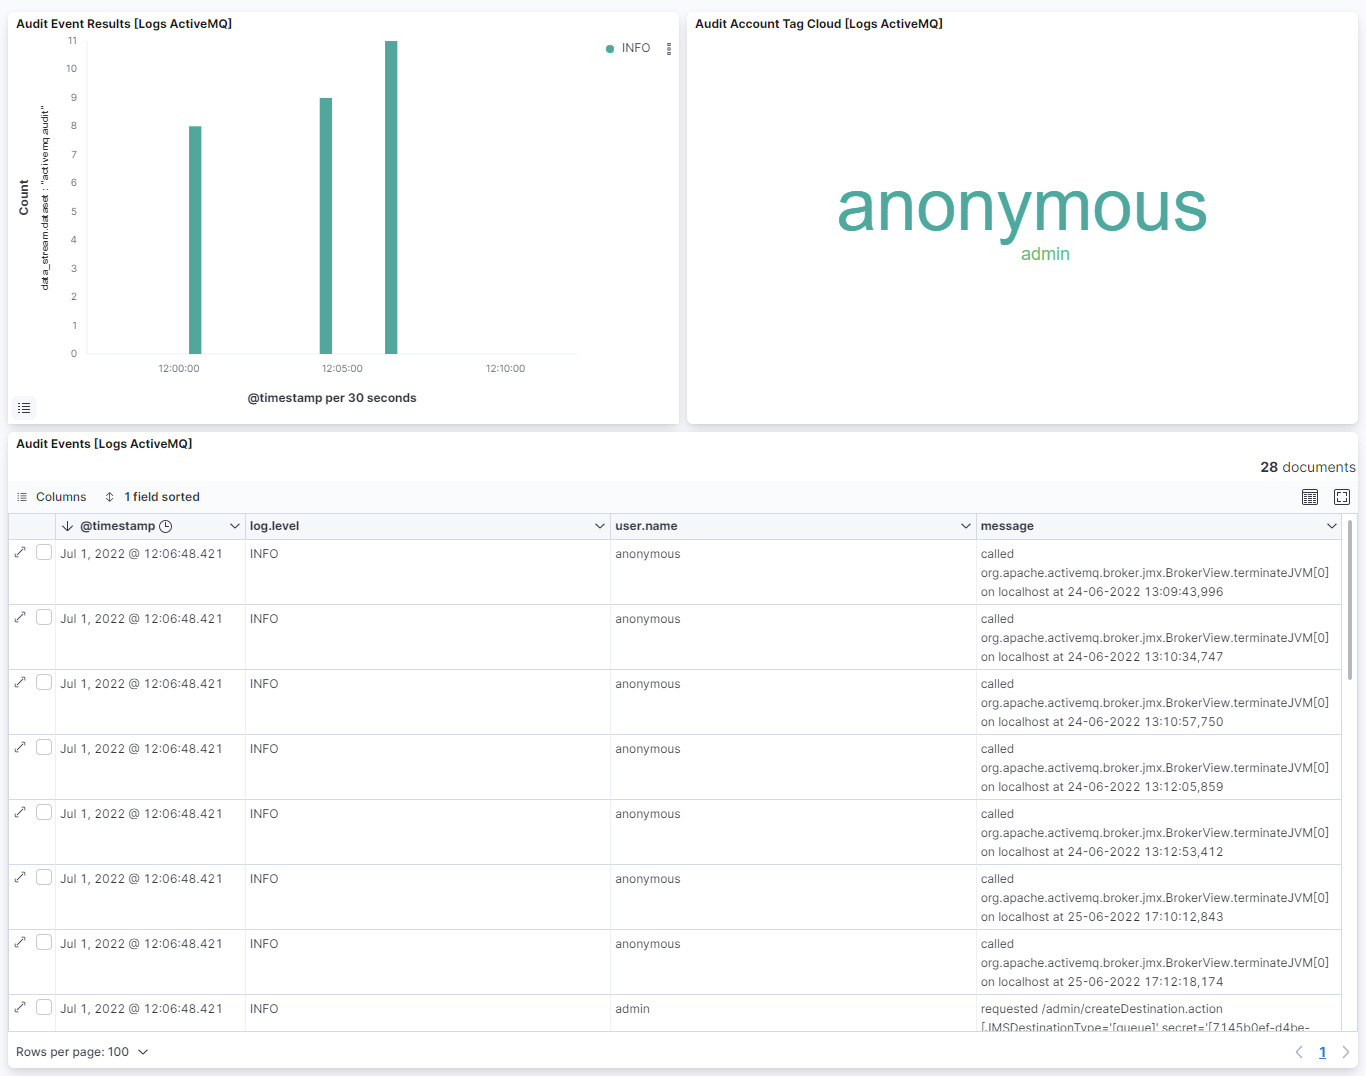 Audit Event Results [Logs ActiveMQ]
11
10
9
8
7
6
5
4
3
2
1
0
Count
data_stream.dataset : "activemq.audit"
12:00:00
12:05:00
12:10:00
@timestamp per 30 seconds
INFO
Audit Account Tag Cloud [Logs ActiveMQ]
anonymous
admin
Audit Events [Logs ActiveMQ]
28 documents
Columns 1 field sorted
@timestamp log.level user.name message
Jul 1, 2022 @ 12:06:48.421 INFO anonymous called
org.apache.activemq.broker.jmx.BrokerView.terminateJVM[0]
on localhost at 24-06-2022 13:09:43,996
Jul 1, 2022 @ 12:06:48.421 INFO anonymous called
org.apache.activemq.broker.jmx.BrokerView.terminateJVM[0]
on localhost at 24-06-2022 13:10:34,747
Jul 1, 2022 @ 12:06:48.421 INFO anonymous called
org.apache.activemq.broker.jmx.BrokerView.terminateJVM[0]
on localhost at 24-06-2022 13:10:57,750
Jul 1, 2022 @ 12:06:48.421 INFO anonymous called
org.apache.activemq.broker.jmx.BrokerView.terminateJVM[0]
on localhost at 24-06-2022 13:12:05,859
Jul 1, 2022 @ 12:06:48.421 INFO anonymous called
org.apache.activemq.broker.jmx.BrokerView.terminateJVM[0]
on localhost at 24-06-2022 13:12:53,412
Jul 1, 2022 @ 12:06:48.421 INFO anonymous called
org.apache.activemq.broker.jmx.BrokerView.terminateJVM[0]
on localhost at 25-06-2022 17:10:12,843
Jul 1, 2022 @ 12:06:48.421 INFO anonymous called
org.apache.activemq.broker.jmx.BrokerView.terminateJVM[0]
on localhost at 25-06-2022 17:12:18,174
Jul 1, 2022 @ 12:06:48.421 INFO admin requested /admin/createDestination.action
[JMSDestinationType='[queue]' secret='[7145b0ef-d4be-
Rows per page: 100
1